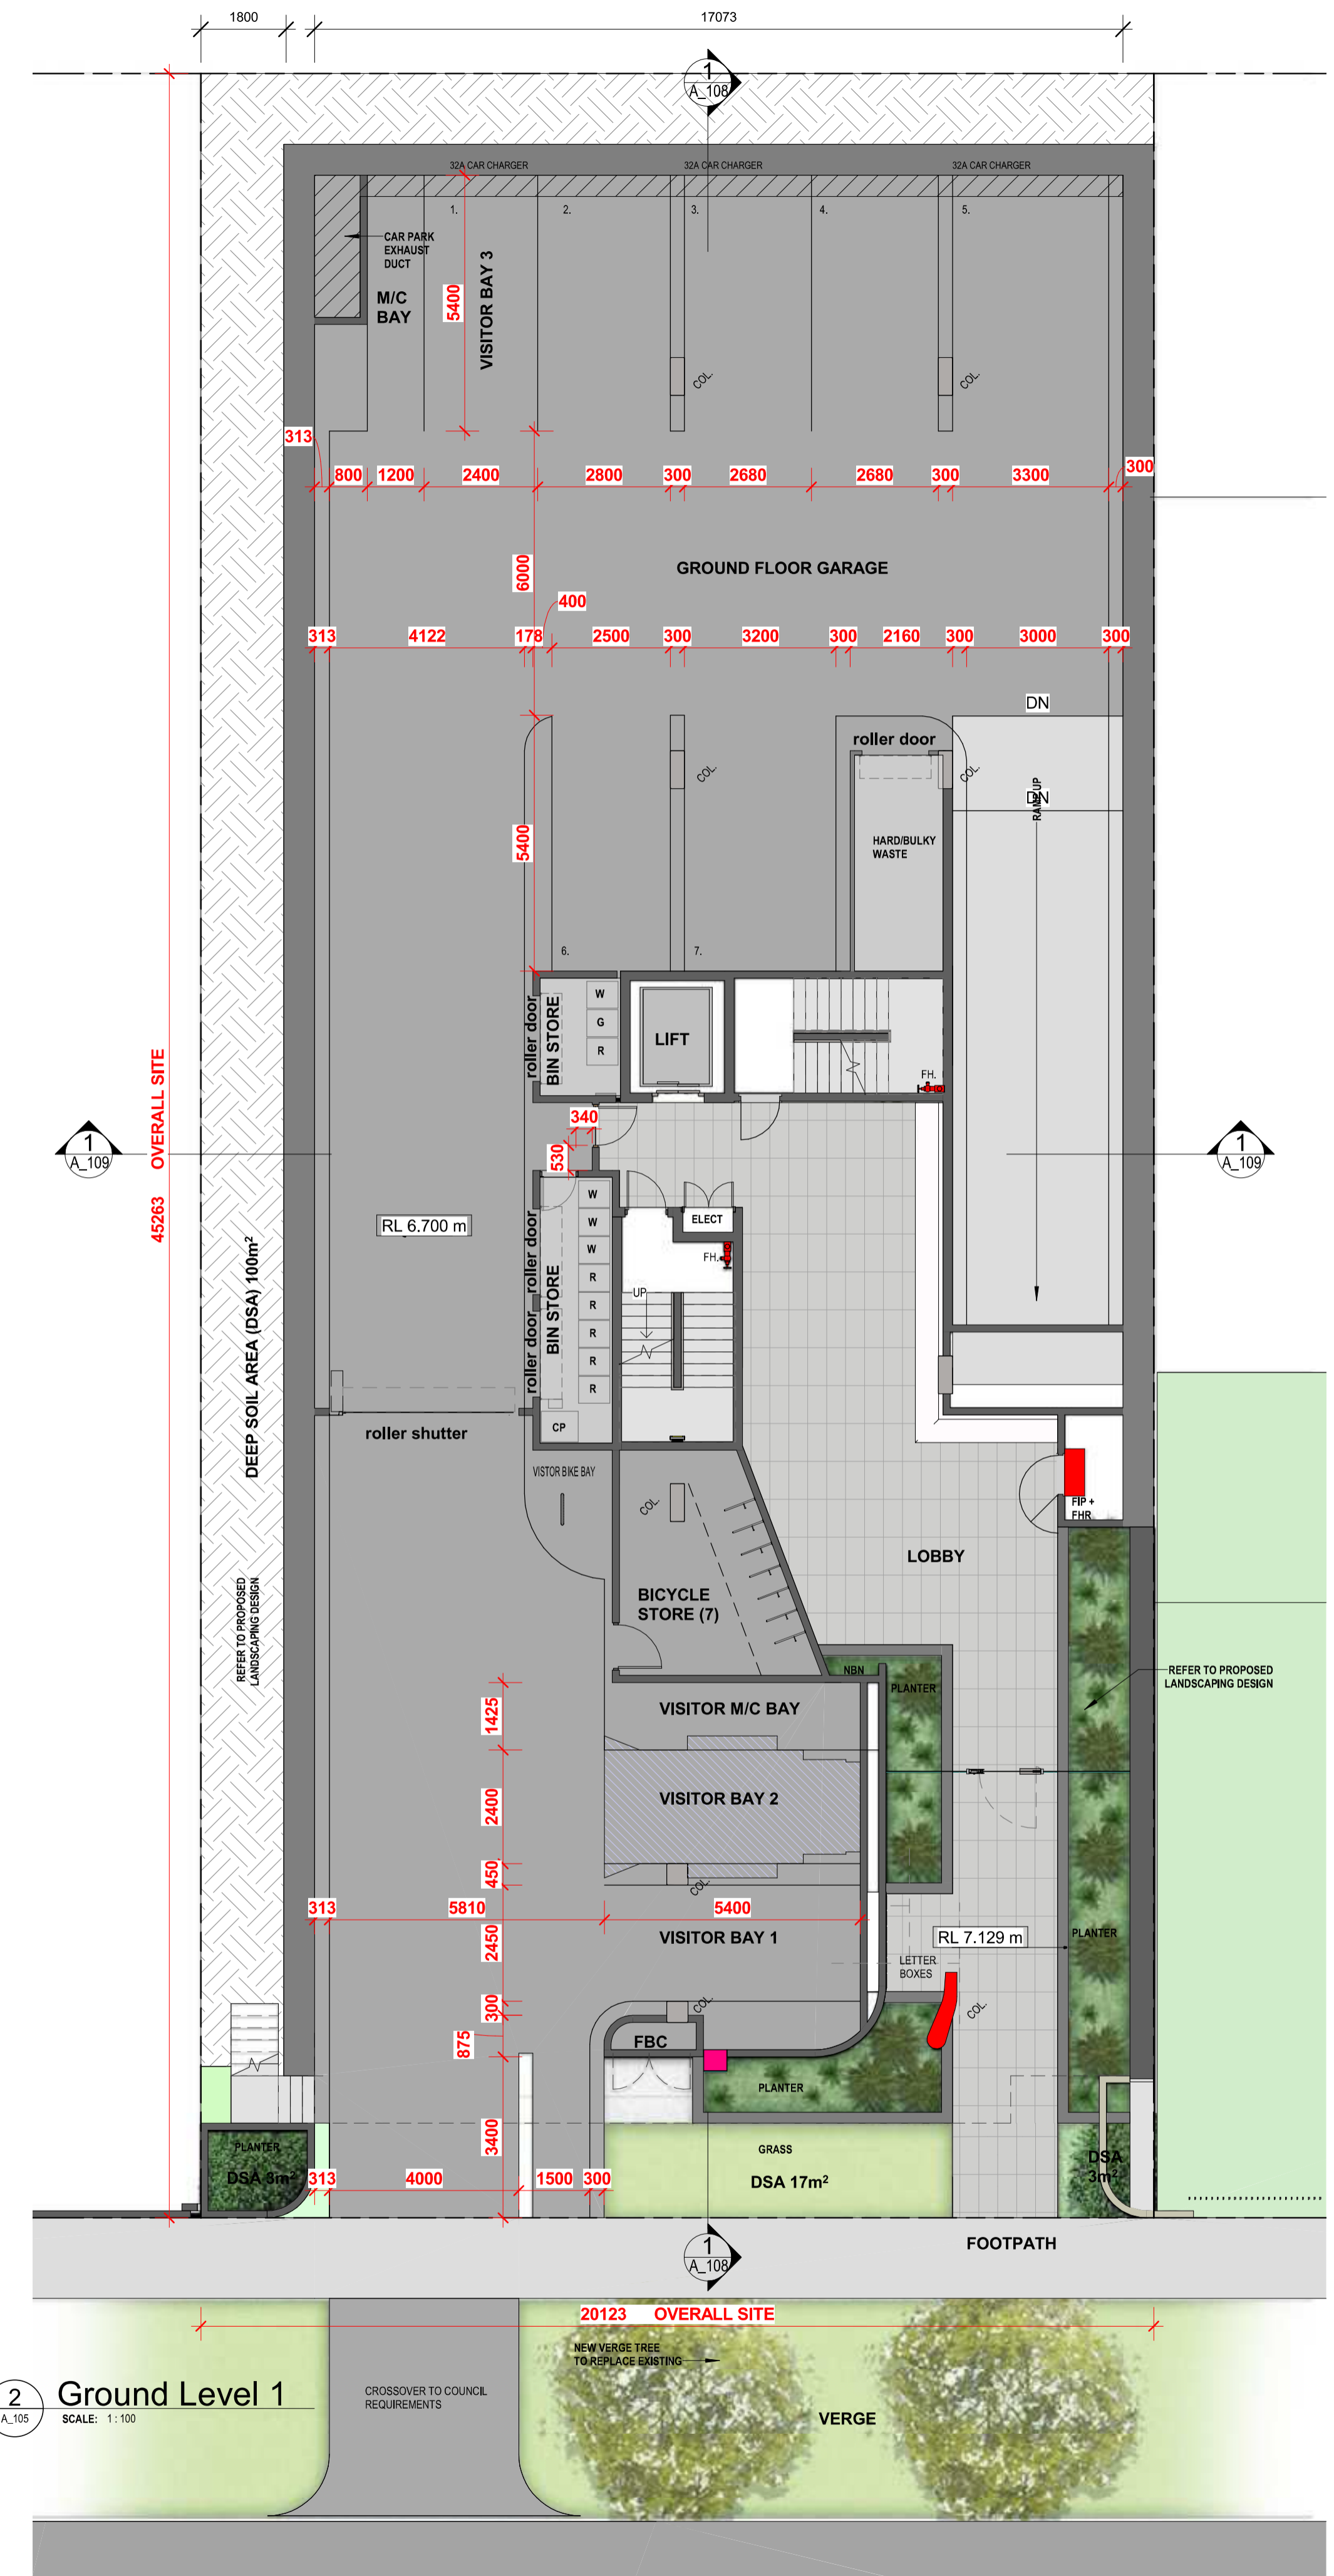 1800
17073
1
A_108
32A CAR CHARGER
32A CAR CHARGER
32A CAR CHARGER
1.
2.
3.
4.
5.
CAR PARK
EXHAUST
DUCT
M/C
BAY
5400
VISITOR BAY 3
COL.
COL.
313
800
1200
2400
2800
300
2680
2680
300
3300
300
6000
GROUND FLOOR GARAGE
400
313
4122
178
2500
300
3200
300
2160
300
3000
300
DN
roller door
COL.
COL.
DN
RAMP UP
5400
HARD/BULKY
WASTE
6.
7.
roller door
BIN STORE
W
G
R
LIFT
FH.
45263 OVERALL SITE
340
530
1
A_109
1
A_109
RL 6.700 m
DEEP SOIL AREA (DSA) 100m²
roller door
roller door
BIN STORE
W
W
W
R
R
R
R
R
CP
ELECT
FH.
UP
roller shutter
VISTOR BIKE BAY
COL.
FIP +
FHR
LOBBY
BICYCLE
STORE (7)
REFER TO PROPOSED
LANDSCAPING DESIGN
NBN
PLANTER
REFER TO PROPOSED
LANDSCAPING DESIGN
1425
VISITOR M/C BAY
2400
VISITOR BAY 2
450
COL.
313
5810
5400
2450
VISITOR BAY 1
RL 7.129 m
PLANTER
LETTER
BOXES
300
COL.
COL.
875
FBC
PLANTER
3400
PLANTER
DSA 3m²
313
4000
1500
300
GRASS
DSA 17m²
DSA
3m²
FOOTPATH
1
A_108
20123 OVERALL SITE
NEW VERGE TREE
TO REPLACE EXISTING
2
A_105
Ground Level 1
SCALE: 1 : 100
CROSSOVER TO COUNCIL
REQUIREMENTS
VERGE